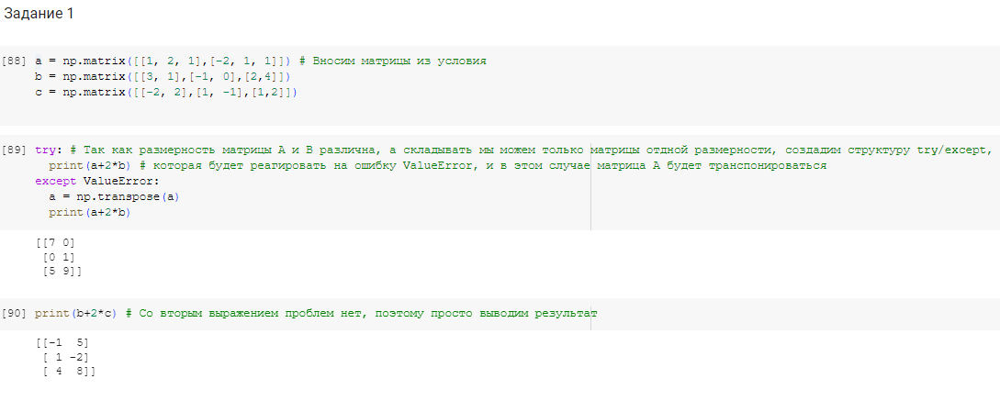 Задание 1
[88] a = np.matrix([[1, 2, 1],[-2, 1, 1]]) # Вносим матрицы из условия
b = np.matrix([[3, 1],[-1, 0],[2,4]])
c = np.matrix([[-2, 2],[1, -1],[1,2]])
[89] try: # Так как размерность матрицы А и В различна, а складывать мы можем только матрицы отдной размерности, создадим структуру try/except,
print(a+2*b) # которая будет реагировать на ошибку ValueError, и в этом случае матрица А будет транспонироваться
except ValueError:
a = np.transpose(a)
print(a+2*b)
[[7 0]
[0 1]
[5 9]]
[90] print(b+2*c) # Со вторым выражением проблем нет, поэтому просто выводим результат
[[-1  5]
[ 1 -2]
[ 4  8]]